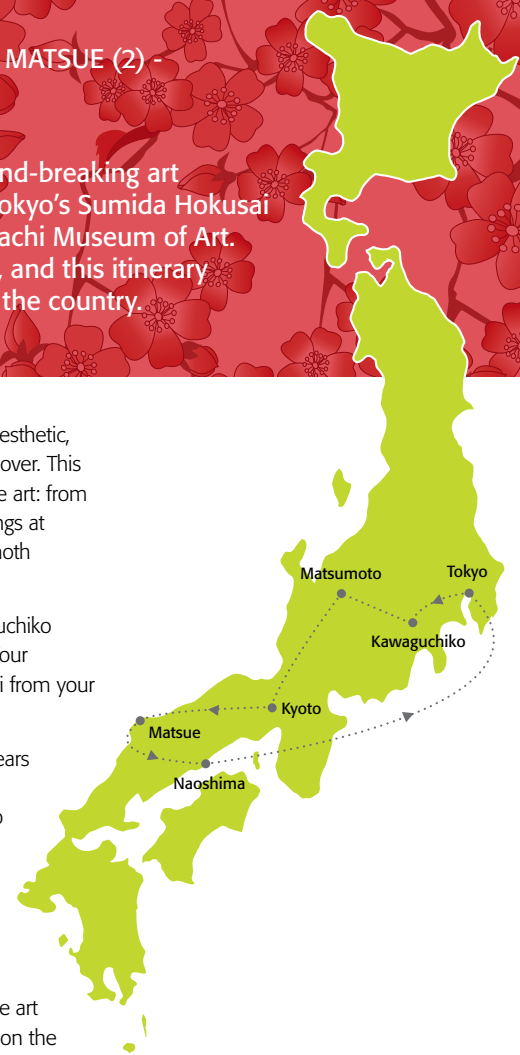 MATSUE (2) -
nd-breaking art
okyo's Sumida Hokusai
achi Museum of Art.
, and this itinerary
the country.
esthetic,
over. This
e art: from
ngs at
noth
uchiko
our
i from your
ears
o
e art
on the
Matsumoto
Tokyo
Kawaguchiko
Kyoto
Matsue
Naoshima